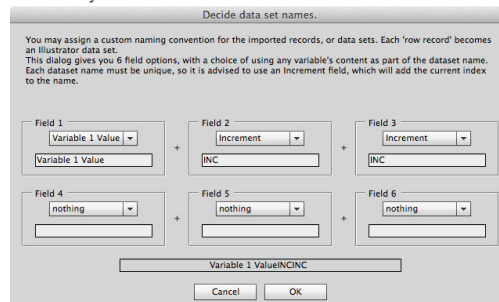 Decide data set names.
You may assign a custom naming convention for the imported records, or data sets. Each 'row record' becomes
an Illustrator data set.
This dialog gives you 6 field options, with a choice of using any variable's content as part of the dataset name.
Each dataset name must be unique, so it is advised to use an Increment field, which will add the current index
to the name.
Field 1 Field 2 Field 3
Variable 1 Value Increment Increment
+ +
Variable 1 Value INC INC
Field 4 Field 5 Field 6
nothing nothing nothing
+ +
Variable 1 ValueINCINC
Cancel OK